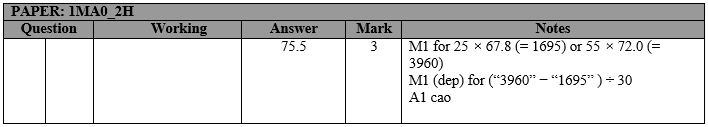 PAPER: 1MA0_2H
Question Working Answer Mark Notes
75.5 3 M1 for 25 × 67.8 (= 1695) or 55 × 72.0 (=
3960)
M1 (dep) for (“3960” – “1695” ) ÷ 30
A1 cao